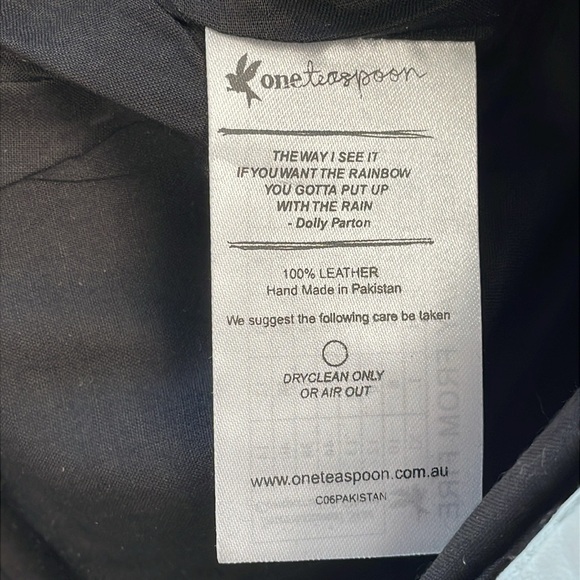 oneteaspoon
THE WAY I SEE IT
IF YOU WANT THE RAINBOW
YOU GOTTA PUT UP
WITH THE RAIN
- Dolly Parton
100% LEATHER
Hand Made in Pakistan
We suggest the following care be taken
DRYCLEAN ONLY
OR AIR OUT
www.oneteaspoon.com.au
C06PAKISTAN